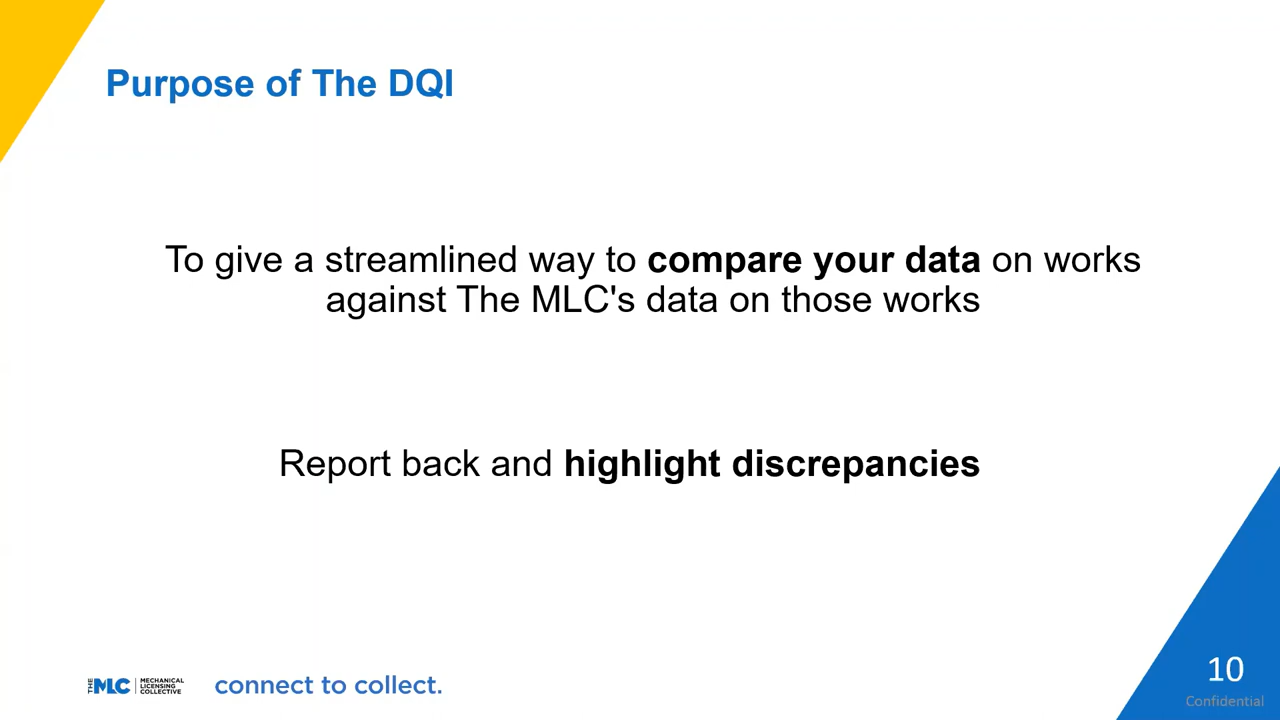 Purpose of The DQI
To give a streamlined way to compare your data on works
against The MLC's data on those works
Report back and highlight discrepancies
THE MLC
MECHANICAL
LICENSING
COLLECTIVE
connect to collect.
10
Confidential